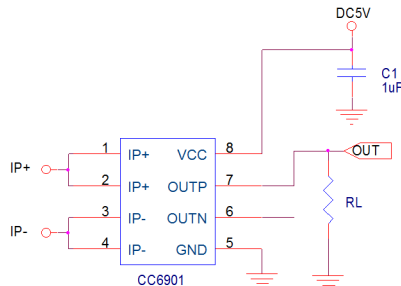 DC5V
C1
1uF
1 IP+ VCC 8
IP+
2 IP+ OUTP 7
OUT
3 IP- OUTN 6
RL
IP-
4 IP- GND 5
CC6901